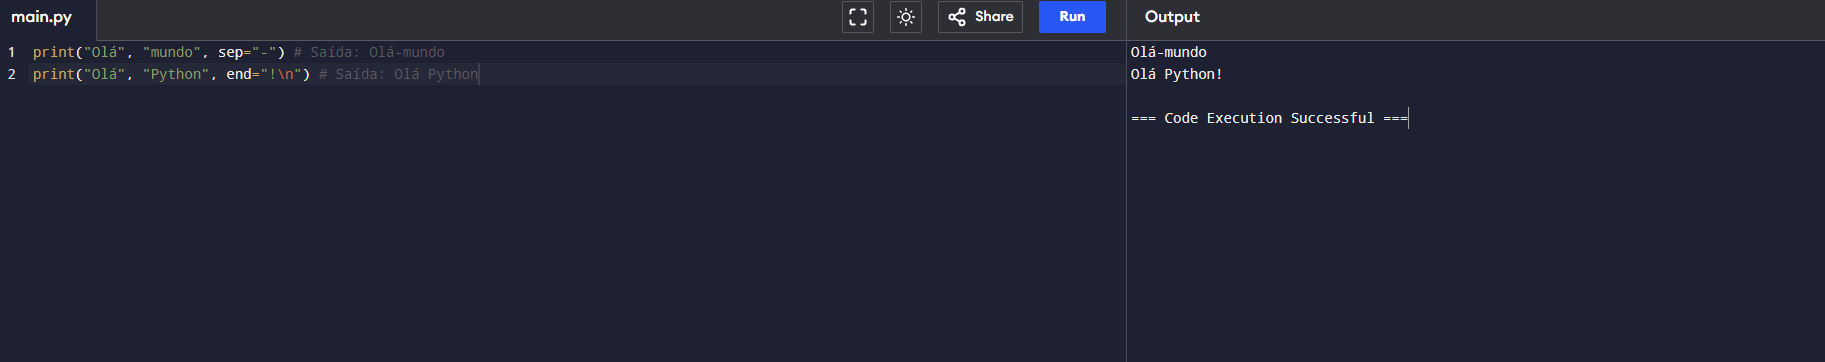 main.py
Share
Run
Output
1 print("Olá", "mundo", sep="-") # Saída: Olá-mundo
2 print("Olá", "Python", end="!\n") # Saída: Olá Python
Olá-mundo
Olá Python!
=== Code Execution Successful ===